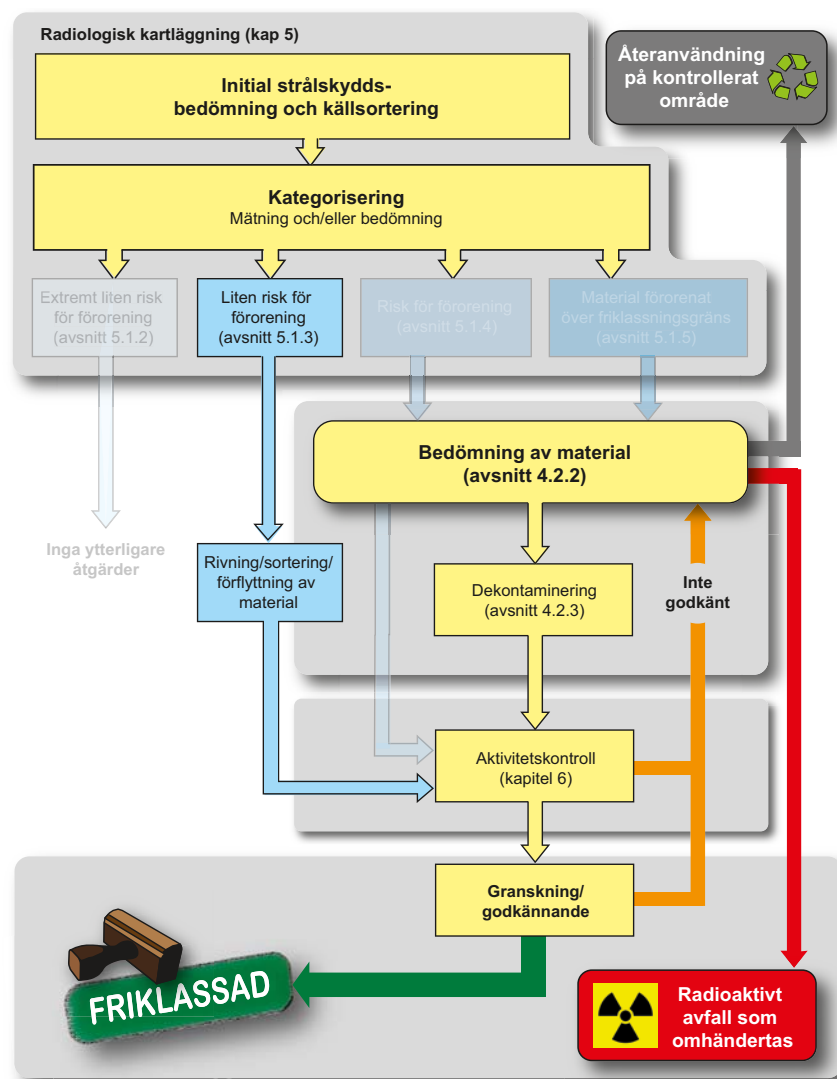 Radiologisk kartläggning (kap 5)
Initial strålskydds-
bedömning och källsortering
Återanvändning
på kontrollerat
område
Kategorisering
Mätning och/eller bedömning
Extremt liten risk
för förorening
(avsnitt 5.1.2)
Liten risk för
förorening
(avsnitt 5.1.3)
Risk för förorening
(avsnitt 5.1.4)
Material förorenat
över friklassningsgräns
(avsnitt 5.1.5)
Bedömning av material
(avsnitt 4.2.2)
Inga ytterligare
åtgärder
Rivning/sortering/
förflyttning av
material
Dekontaminering
(avsnitt 4.2.3)
Inte
godkänt
Aktivitetskontroll
(kapitel 6)
Granskning/
godkännande
FRIKLASSAD
Radioaktivt
avfall som
omhändertas